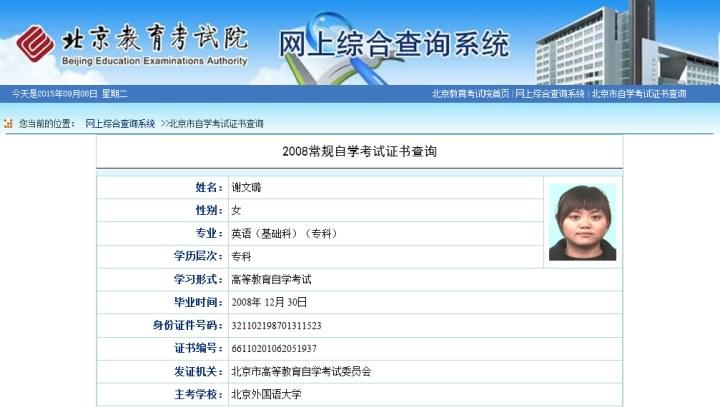 北京教育考试院
Beijing Education Examinations Authority
网上综合查询系统
今天是2015年09月08日 星期二
北京教育考试院首页 | 网上综合查询系统 | 北京市自学考试证书查询
您当前的位置： 网上综合查询系统 >>北京市自学考试证书查询
2008常规自学考试证书查询
姓名： 谢文璐
性别： 女
专业： 英语（基础科）（专科）
学历层次： 专科
学习形式： 高等教育自学考试
毕业时间： 2008年 12月 30日
身份证件号码： 321102198701311523
证书编号： 66110201062051937
发证机关： 北京市高等教育自学考试委员会
主考学校： 北京外国语大学